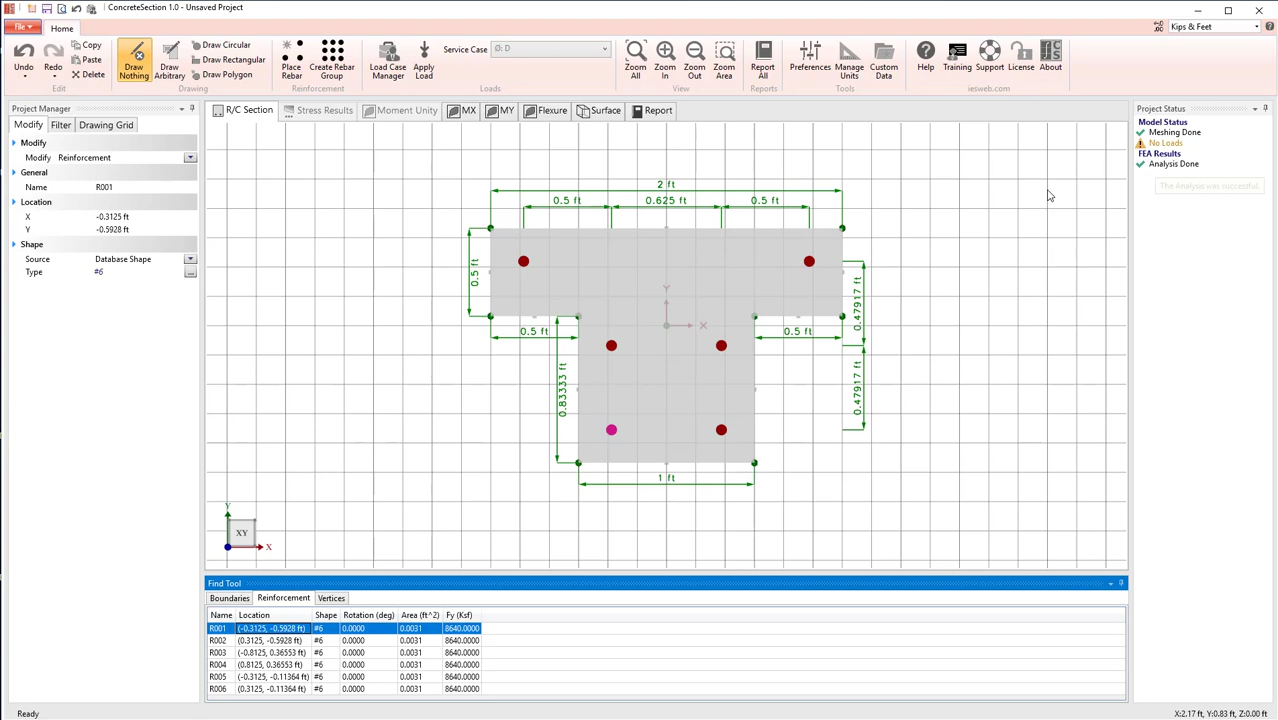 ConcreteSection 1.0 - Unsaved Project
File
Home
Kips & Feet
Undo
Redo
Copy
Paste
Delete
Edit
Draw Nothing
Draw Arbitrary
Draw Circular
Draw Rectangular
Draw Polygon
Drawing
Place Rebar
Create Rebar Group
Reinforcement
Load Case Manager
Apply Load
Service Case
Ø: D
Loads
Zoom All
Zoom In
Zoom Out
Zoom Area
View
Report All
Reports
Preferences
Manage Units
Custom Data
Tools
Help
Training
Support
License
About
iesweb.com
Project Manager
Modify
Filter
Drawing Grid
Modify
Modify Reinforcement
General
Name R001
Location
X -0.3125 ft
Y -0.5928 ft
Shape
Source Database Shape
Type #6
...
R/C Section
Stress Results
Moment Unity
MX
MY
Flexure
Surface
Report
2 ft
0.5 ft
0.625 ft
0.5 ft
0.5 ft
0.5 ft
0.5 ft
0.83333 ft
0.47917 ft
0.47917 ft
1 ft
Y
X
Y
XY
X
Project Status
Model Status
Meshing Done
No Loads
FEA Results
Analysis Done
The Analysis was successful.
Find Tool
Boundaries
Reinforcement
Vertices
Name Location Shape Rotation (deg) Area (ft^2) Fy (Ksf)
R001 (-0.3125, -0.5928 ft) #6 0.0000 0.0031 8640.0000
R002 (0.3125, -0.5928 ft) #6 0.0000 0.0031 8640.0000
R003 (-0.8125, 0.36553 ft) #6 0.0000 0.0031 8640.0000
R004 (0.8125, 0.36553 ft) #6 0.0000 0.0031 8640.0000
R005 (-0.3125, -0.11364 ft) #6 0.0000 0.0031 8640.0000
R006 (0.3125, -0.11364 ft) #6 0.0000 0.0031 8640.0000
Ready
X:2.17 ft, Y:0.83 ft, Z:0.00 ft